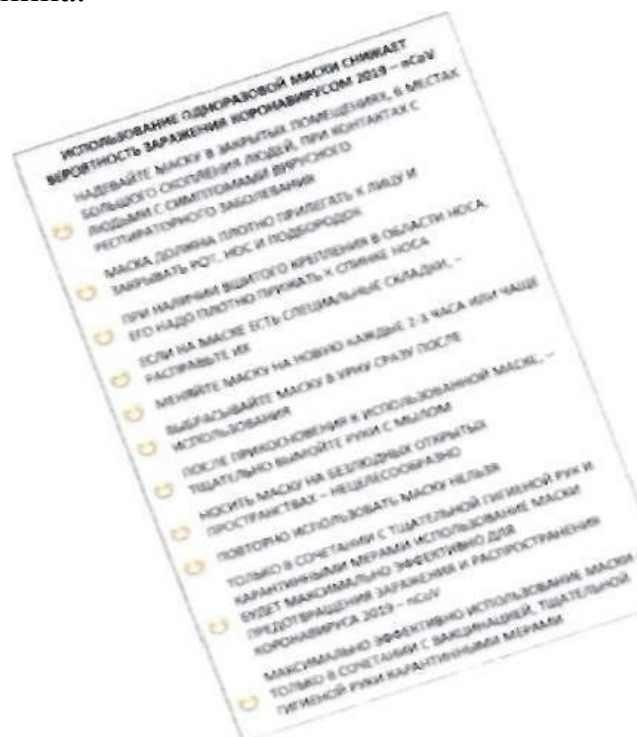 ИСПОЛЬЗОВАНИЕ ОДНОРАЗОВОЙ МАСКИ СНИЖАЕТ
ВЕРОЯТНОСТЬ ЗАРАЖЕНИЯ КОРОНАВИРУСОМ 2019 – nCoV
НАДЕВАЙТЕ МАСКУ В ЗАКРЫТЫХ ПОМЕЩЕНИЯХ, В МЕСТАХ
БОЛЬШОГО СКОПЛЕНИЯ ЛЮДЕЙ, ПРИ КОНТАКТАХ С
ЛЮДЬМИ С СИМПТОМАМИ ВИРУСНОГО
РЕСПИРАТОРНОГО ЗАБОЛЕВАНИЯ
МАСКА ДОЛЖНА ПЛОТНО ПРИЛЕГАТЬ К ЛИЦУ И
ЗАКРЫВАТЬ РОТ, НОС И ПОДБОРОДОК
ПРИ НАЛИЧИИ ВШИТОГО КРЕПЛЕНИЯ В ОБЛАСТИ НОСА,
ЕГО НАДО ПЛОТНО ПРИЖАТЬ К СПИНКЕ НОСА
ЕСЛИ НА МАСКЕ ЕСТЬ СПЕЦИАЛЬНЫЕ СКЛАДКИ, –
РАСПРАВЬТЕ ИХ
МЕНЯЙТЕ МАСКУ НА НОВУЮ КАЖДЫЕ 2-3 ЧАСА ИЛИ ЧАЩЕ
ВЫБРАСЫВАЙТЕ МАСКУ В УРНУ СРАЗУ ПОСЛЕ
ИСПОЛЬЗОВАНИЯ
ПОСЛЕ ПРИКОСНОВЕНИЯ К ИСПОЛЬЗОВАННОЙ МАСКЕ, –
ТЩАТЕЛЬНО ВЫМОЙТЕ РУКИ С МЫЛОМ
НОСИТЬ МАСКУ НА БЕЗЛЮДНЫХ ОТКРЫТЫХ
ПРОСТРАНСТВАХ – НЕЦЕЛЕСООБРАЗНО
ПОВТОРНО ИСПОЛЬЗОВАТЬ МАСКУ НЕЛЬЗЯ
ТОЛЬКО В СОЧЕТАНИИ С ТЩАТЕЛЬНОЙ ГИГИЕНОЙ РУК И
КАРАНТИННЫМИ МЕРАМИ ИСПОЛЬЗОВАНИЕ МАСКИ
БУДЕТ МАКСИМАЛЬНО ЭФФЕКТИВНО ДЛЯ
ПРЕДОТВРАЩЕНИЯ ЗАРАЖЕНИЯ И РАСПРОСТРАНЕНИЯ
КОРОНАВИРУСА 2019 – nCoV
МАКСИМАЛЬНО ЭФФЕКТИВНО ИСПОЛЬЗОВАНИЕ МАСКИ
ТОЛЬКО В СОЧЕТАНИИ С ВАКЦИНАЦИЕЙ, ТЩАТЕЛЬНОЙ
ГИГИЕНОЙ РУКИ КАРАНТИННЫМИ МЕРАМИ